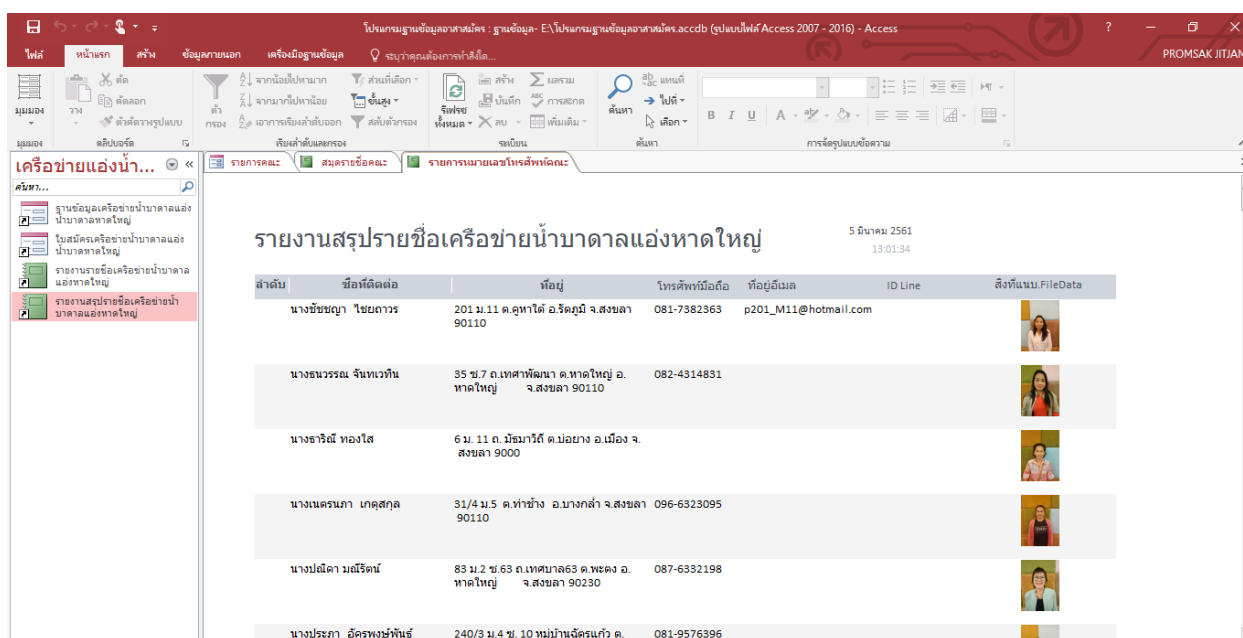 โปรแกรมฐานข้อมูลอาสาสมัคร : ฐานข้อมูล- E:\โปรแกรมฐานข้อมูลอาสาสมัคร.accdb (รูปแบบไฟล์ Access 2007 - 2016) - Access
?
ไฟล์ หน้าแรก สร้าง ข้อมูลภายนอก เครื่องมือฐานข้อมูล ระบุว่าคุณต้องการทำสิ่งใด... PROMSAK JITJAN
ตัด จากน้อยไปหามาก ส่วนที่เลือก สร้าง ผลรวม แทนที่
มุมมอง วาง คัดลอก ตัวกรอง จากมากไปหาน้อย ขั้นสูง รีเฟรชทั้งหมด บันทึก การสะกด ค้นหา ไปที่
ตัวคัดวางรูปแบบ เอาการเรียงลำดับออก สลับตัวกรอง ลบ เพิ่มเติม เลือก B I U A
มุมมอง คลิปบอร์ด เรียงลำดับและกรอง ระเบียน ค้นหา การจัดรูปแบบข้อความ
เครือข่ายแอ่งน้ำ... «
รายการคณะ สมุดรายชื่อคณะ รายการหมายเลขโทรศัพท์คณะ
ค้นหา...
ฐานข้อมูลเครือข่ายน้ำบาดาลแอ่ง
น้ำบาดาลหาดใหญ่
ใบสมัครเครือข่ายน้ำบาดาลแอ่ง
น้ำบาดหาดใหญ่
รายงานรายชื่อเครือข่ายน้ำบาดาล
แอ่งหาดใหญ่
รายงานสรุปรายชื่อเครือข่ายน้ำ
บาดาลแอ่งหาดใหญ่
รายงานสรุปรายชื่อเครือข่ายน้ำบาดาลแอ่งหาดใหญ่
5 มีนาคม 2561
13:01:34
ลำดับ ชื่อที่ติดต่อ ที่อยู่ โทรศัพท์มือถือ ที่อยู่อีเมล ID Line สิ่งที่แนบ.FileData
นางชัชชญา ไชยถาวร 201 ม.11 ต.คูหาใต้ อ.รัตภูมิ จ.สงขลา 081-7382363 p201_M11@hotmail.com
90110
นางธนวรรณ จันทเวทิน 35 ซ.7 ถ.เทศาพัฒนา ต.หาดใหญ่ อ. 082-4314831
หาดใหญ่ จ.สงขลา 90110
นางธาริณี ทองใส 6 ม. 11 ถ. มัธมาวิถี ต.บ่อยาง อ.เมือง จ.
สงขลา 9000
นางเนตรนภา เกตุสกุล 31/4 ม.5 ต.ท่าช้าง อ.บางกล่ำ จ.สงขลา 096-6323095
90110
นางปณิดา มณีรัตน์ 83 ม.2 ซ.63 ถ.เทศบาล63 ต.พะตง อ. 087-6332198
หาดใหญ่ จ.สงขลา 90230
นางประภา อัครพงษ์พันธ์ 240/3 ม.4 ซ. 10 หมู่บ้านฉัตรแก้ว ต. 081-9576396